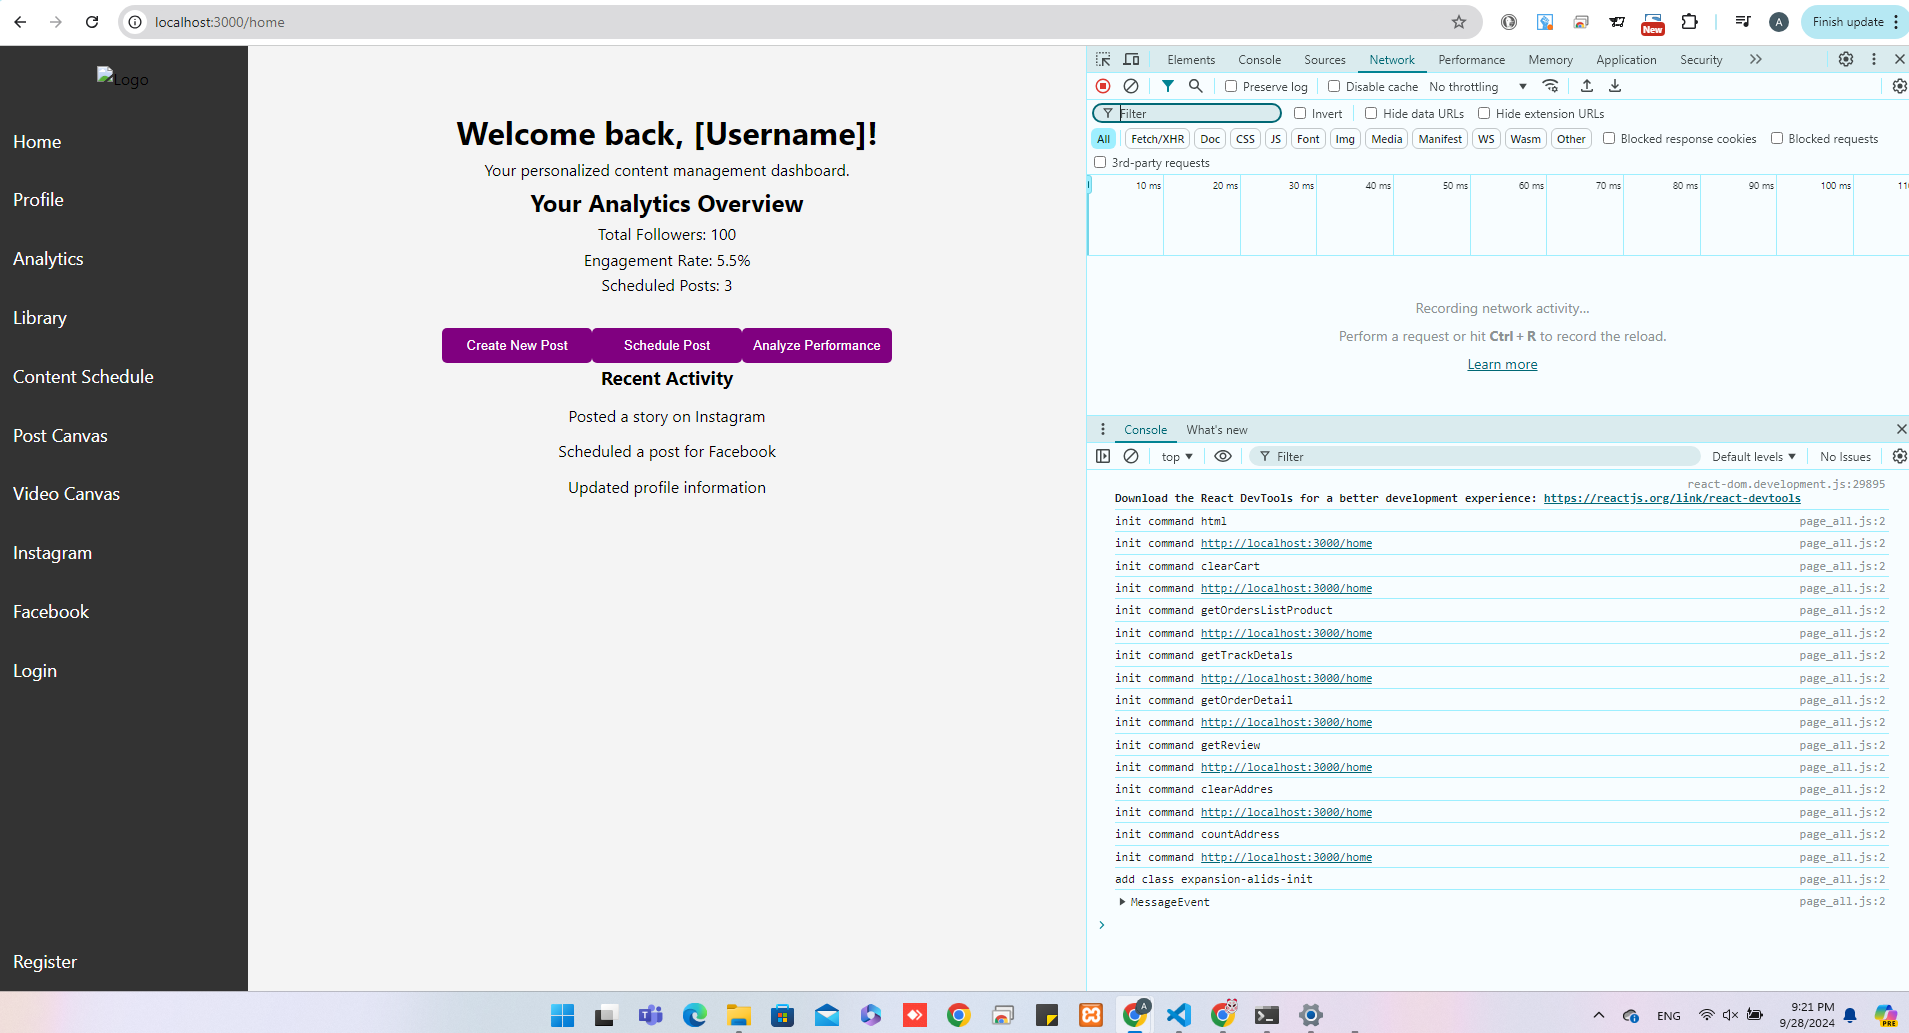 localhost:3000/home
New
A
Finish update
Logo
Home
Profile
Analytics
Library
Content Schedule
Post Canvas
Video Canvas
Instagram
Facebook
Login
Register
Welcome back, [Username]!
Your personalized content management dashboard.
Your Analytics Overview
Total Followers: 100
Engagement Rate: 5.5%
Scheduled Posts: 3
Create New Post Schedule Post Analyze Performance
Recent Activity
Posted a story on Instagram
Scheduled a post for Facebook
Updated profile information
Elements Console Sources Network Performance Memory Application Security
Preserve log Disable cache No throttling
Filter Invert Hide data URLs Hide extension URLs
All Fetch/XHR Doc CSS JS Font Img Media Manifest WS Wasm Other Blocked response cookies Blocked requests
3rd-party requests
10 ms 20 ms 30 ms 40 ms 50 ms 60 ms 70 ms 80 ms 90 ms 100 ms
Recording network activity...
Perform a request or hit Ctrl + R to record the reload.
Learn more
Console What's new
top Filter Default levels No Issues
react-dom.development.js:29895
Download the React DevTools for a better development experience: https://reactjs.org/link/react-devtools
init command html page_all.js:2
init command http://localhost:3000/home page_all.js:2
init command clearCart page_all.js:2
init command http://localhost:3000/home page_all.js:2
init command getOrdersListProduct page_all.js:2
init command http://localhost:3000/home page_all.js:2
init command getTrackDetals page_all.js:2
init command http://localhost:3000/home page_all.js:2
init command getOrderDetail page_all.js:2
init command http://localhost:3000/home page_all.js:2
init command getReview page_all.js:2
init command http://localhost:3000/home page_all.js:2
init command clearAddres page_all.js:2
init command http://localhost:3000/home page_all.js:2
init command countAddress page_all.js:2
init command http://localhost:3000/home page_all.js:2
add class expansion-alids-init page_all.js:2
MessageEvent page_all.js:2
A
ENG
9:21 PM
9/28/2024
PRE